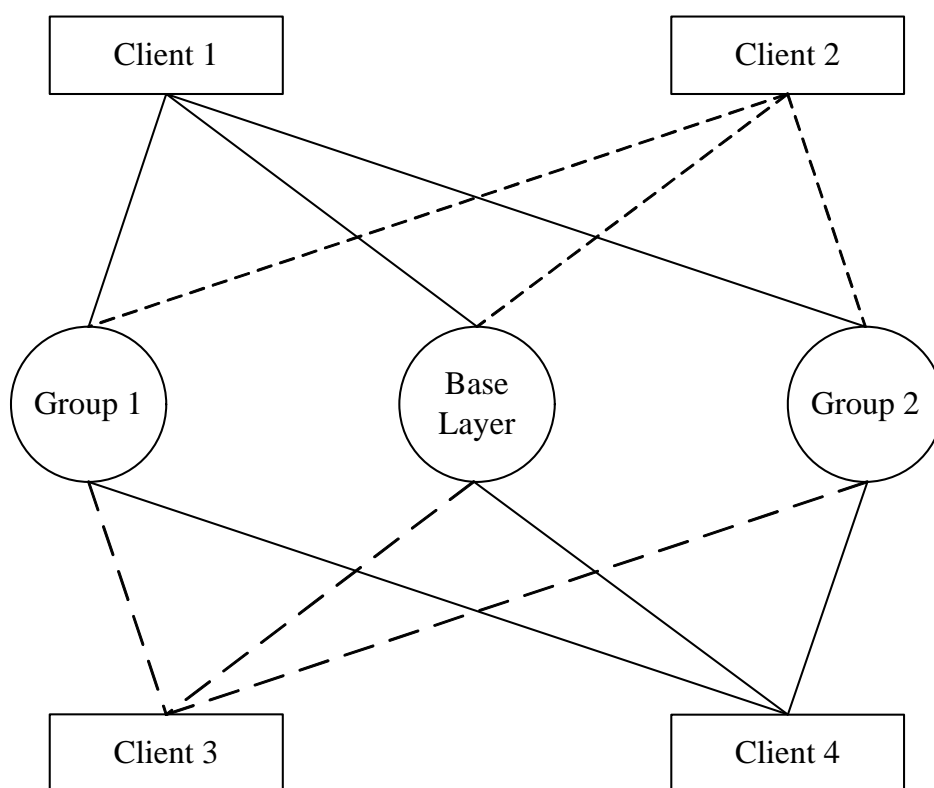 Client 1
Client 2
Group 1
Base
Layer
Group 2
Client 3
Client 4